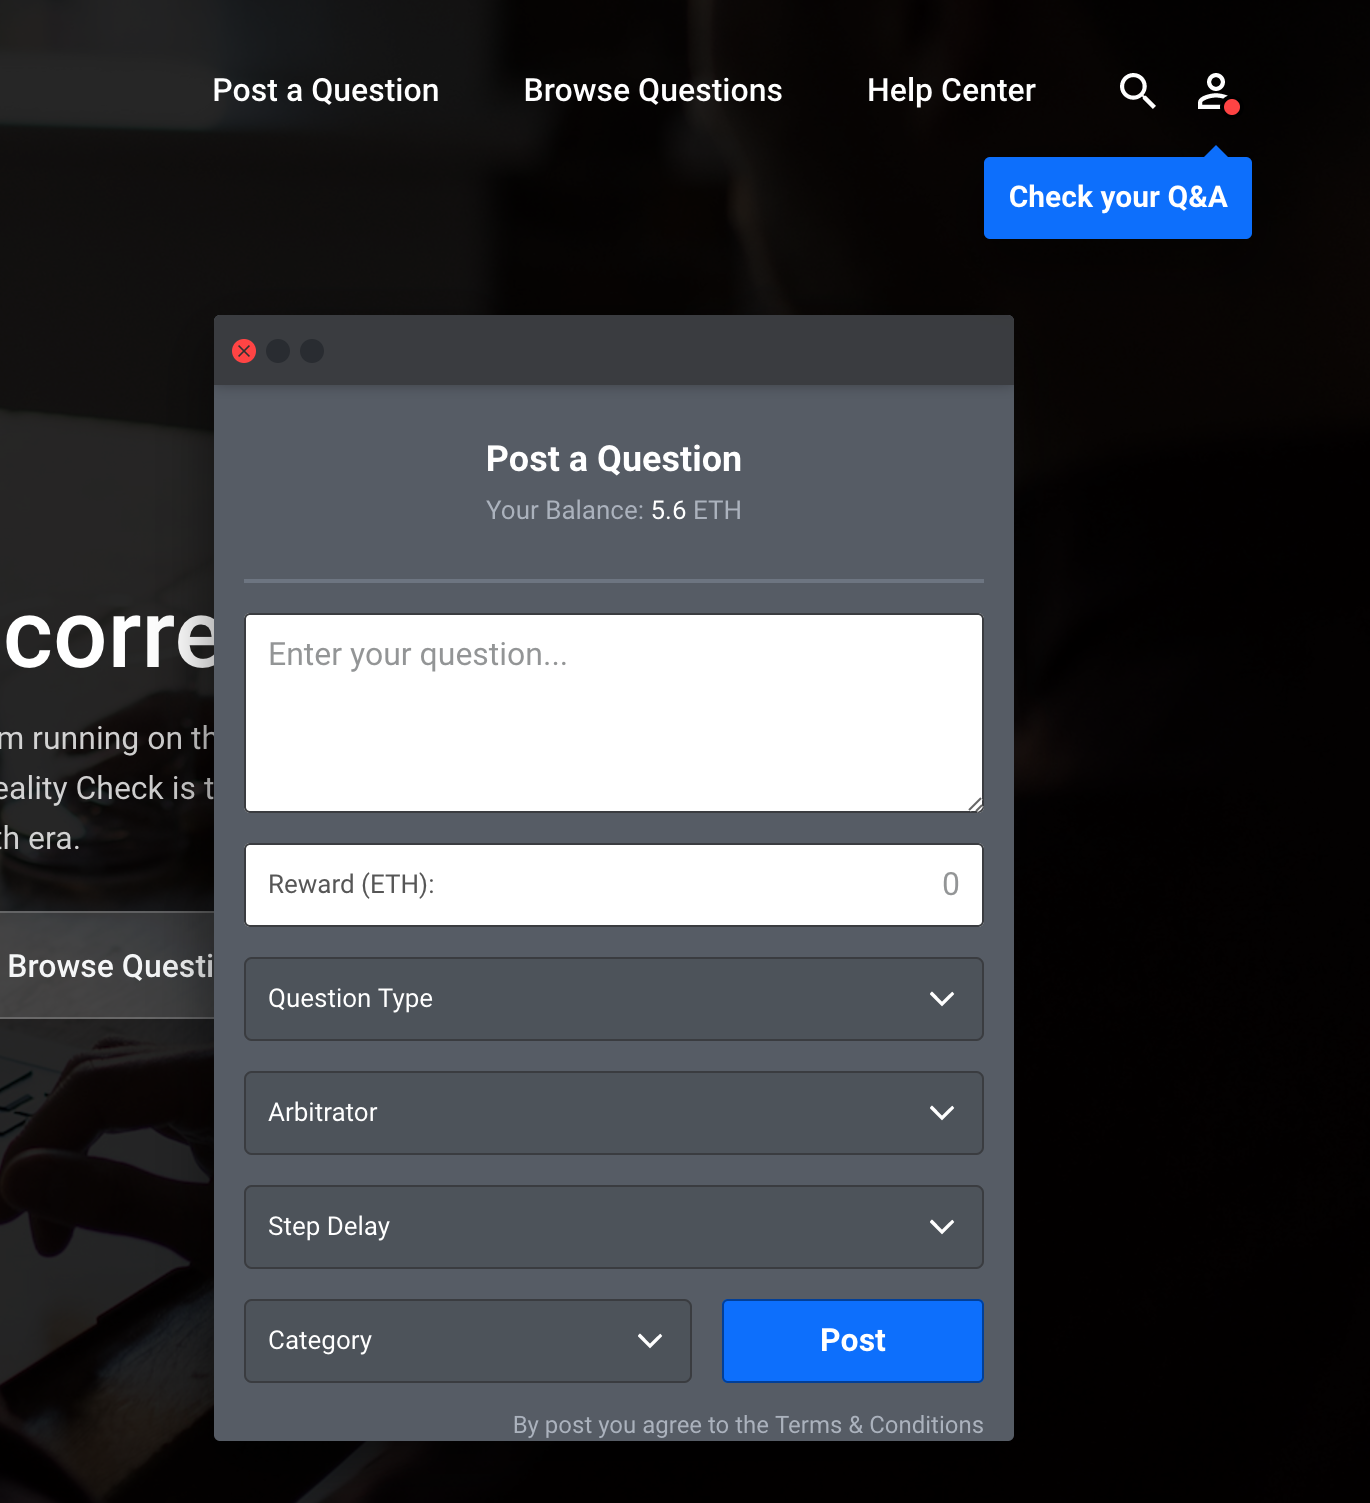 Post a Question
Browse Questions
Help Center
Check your Q&A
Post a Question
Your Balance: 5.6 ETH
corre
m running on th
eality Check is t
th era.
Browse Questi
Enter your question...
Reward (ETH): 0
Question Type
Arbitrator
Step Delay
Category
Post
By post you agree to the Terms & Conditions